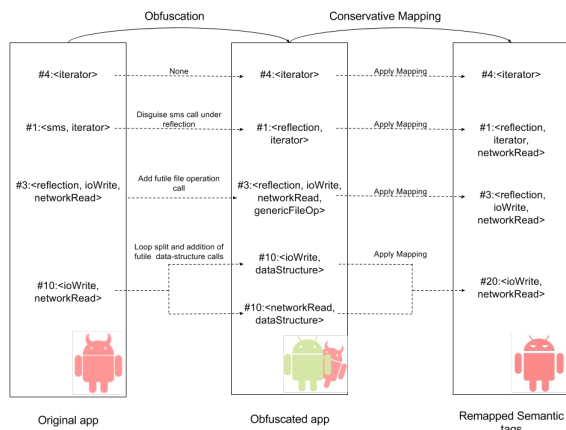 Obfuscation
Conservative Mapping
#4:<iterator>
None
#4:<iterator>
Apply Mapping
#4:<iterator>
#1:<sms, iterator>
Disguise sms call under
reflection
#1:<reflection,
iterator>
Apply Mapping
#1:<reflection,
iterator,
networkRead>
#3:<reflection, ioWrite,
networkRead>
Add futile file operation
call
#3:<reflection, ioWrite,
networkRead,
genericFileOp>
Apply Mapping
#3:<reflection,
ioWrite,
networkRead>
#10:<ioWrite,
networkRead>
Loop split and addition of
futile data-structure calls
#10:<ioWrite,
dataStructure>
#10:<networkRead,
dataStructure>
Apply Mapping
#20:<ioWrite,
networkRead>
Original app
Obfuscated app
Remapped Semantic
tags